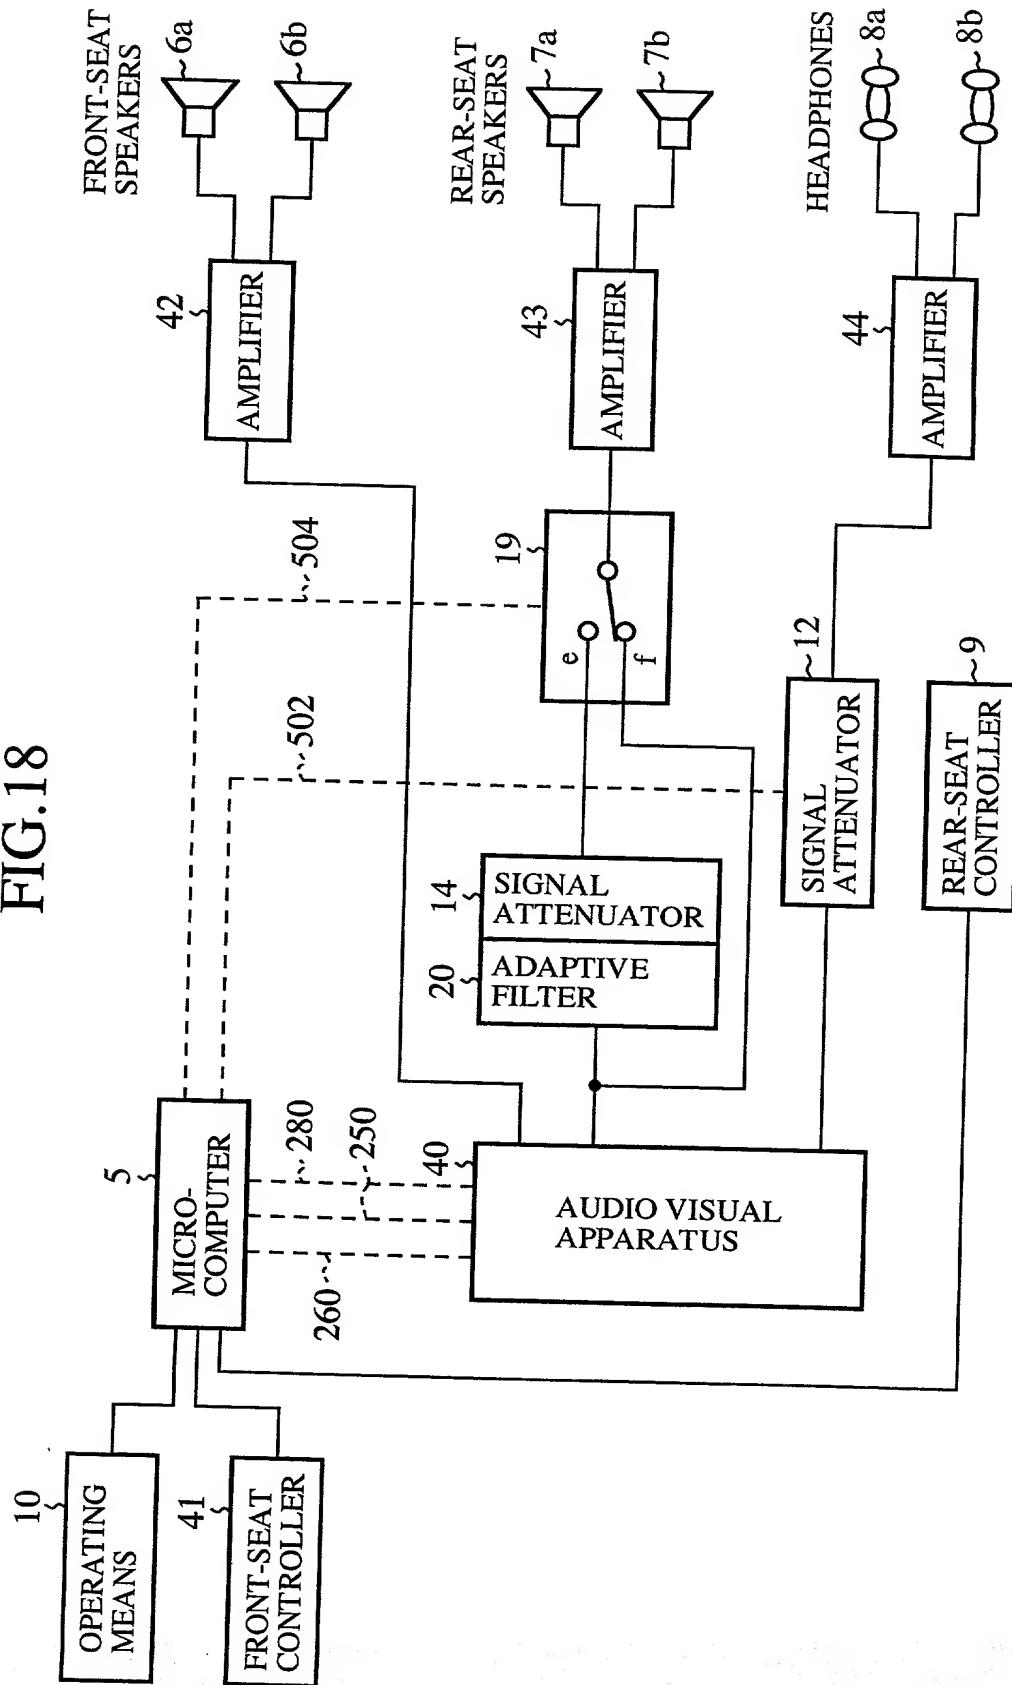 FIG.18
10
OPERATING
MEANS
41
FRONT-SEAT
CONTROLLER
5
MICRO-
COMPUTER
260
280
250
504
502
40
AUDIO VISUAL
APPARATUS
20
ADAPTIVE
FILTER
14
SIGNAL
ATTENUATOR
19
e
f
12
SIGNAL
ATTENUATOR
9
REAR-SEAT
CONTROLLER
42
AMPLIFIER
43
AMPLIFIER
44
AMPLIFIER
FRONT-SEAT
SPEAKERS
6a
6b
REAR-SEAT
SPEAKERS
7a
7b
HEADPHONES
8a
8b